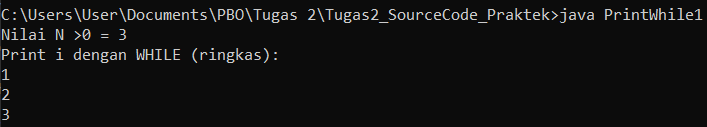 C:\Users\User\Documents\PBO\Tugas 2\Tugas2_SourceCode_Praktek>java PrintWhile1
Nilai N >0 = 3
Print i dengan WHILE (ringkas):
1
2
3